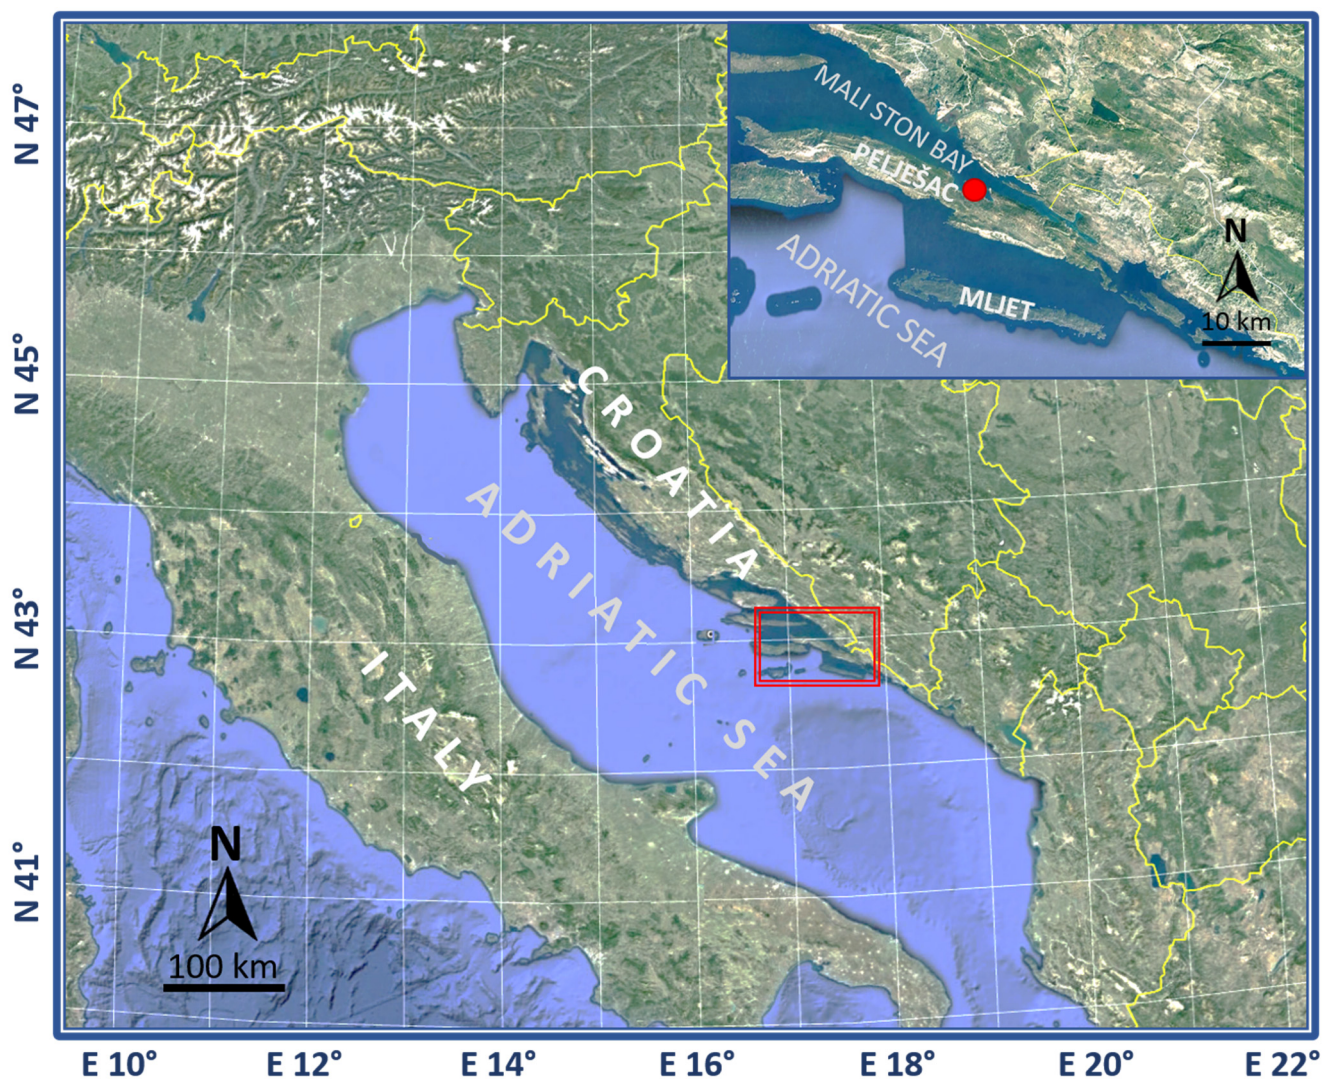 N 47°
N 45°
N 43°
N 41°
MALI STON BAY
PELJEŠAC
ADRIATIC SEA
MLJET
N
10 km
CROATIA
ADRIATIC SEA
ITALY
N
100 km
E 10°
E 12°
E 14°
E 16°
E 18°
E 20°
E 22°